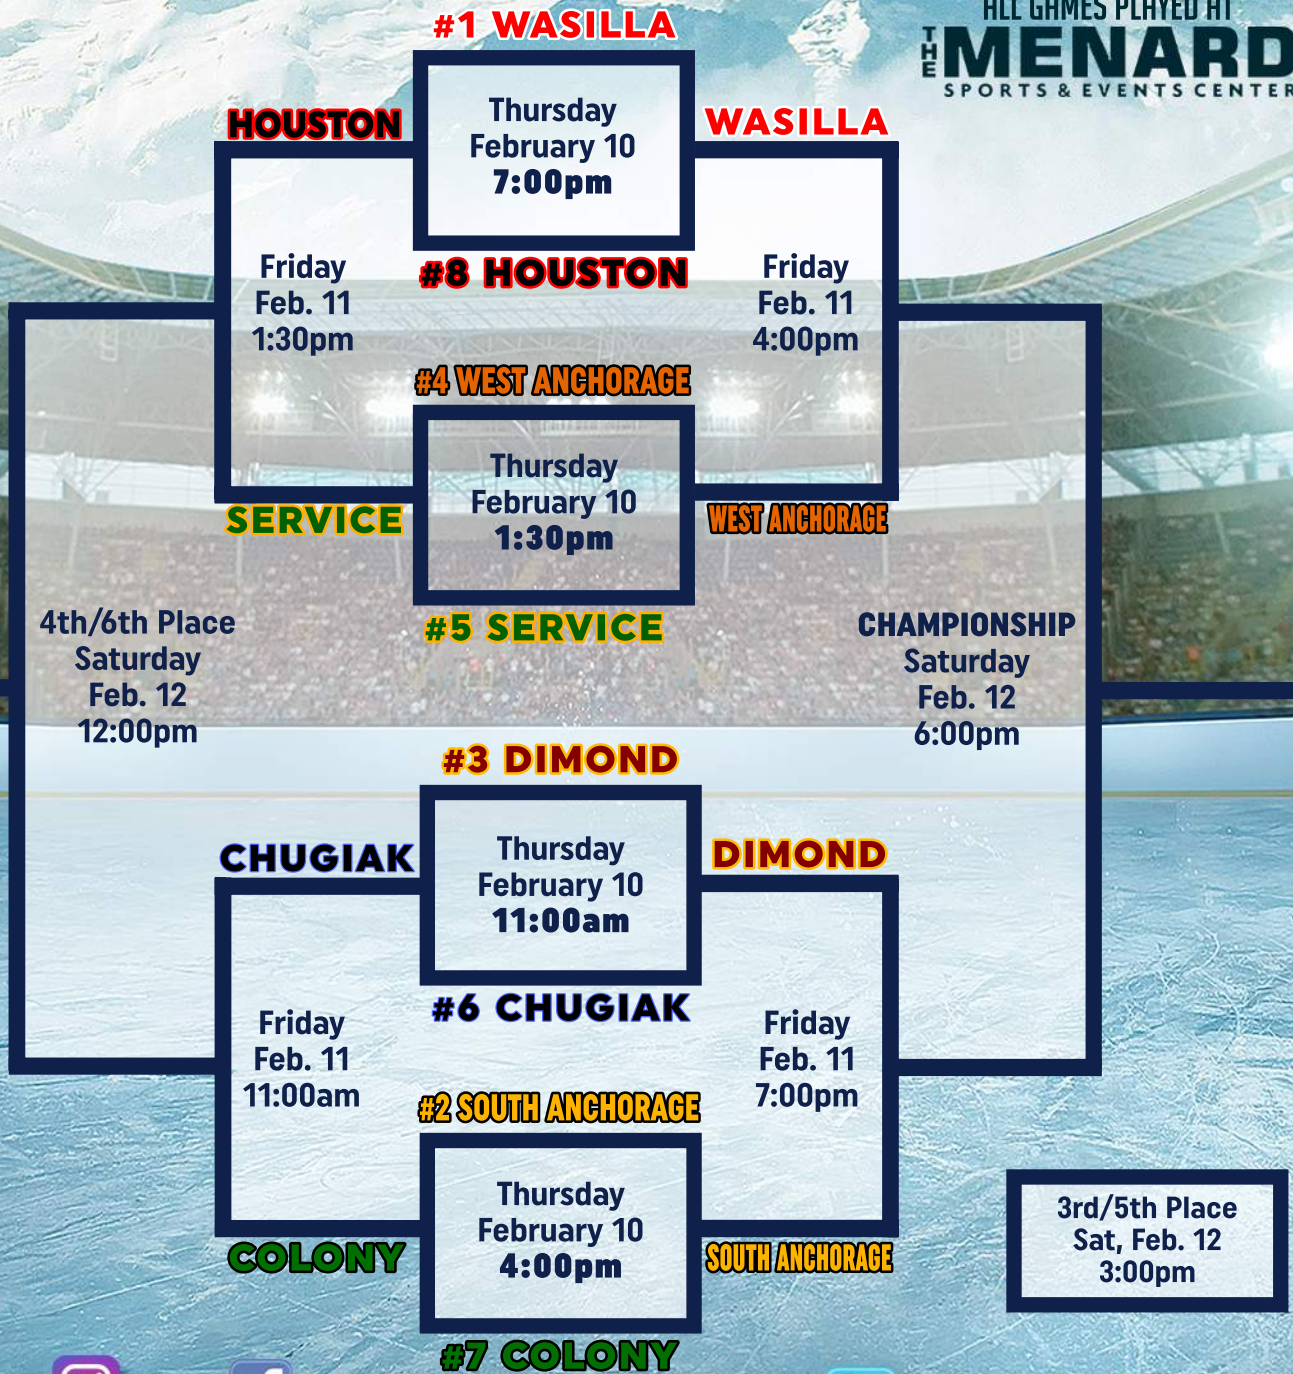 #1 WASILLA
ALL GAMES PLAYED AT
THE MENARD
SPORTS & EVENTS CENTER
HOUSTON
Thursday
February 10
7:00pm
WASILLA
#8 HOUSTON
Friday
Feb. 11
1:30pm
Friday
Feb. 11
4:00pm
#4 WEST ANCHORAGE
Thursday
February 10
1:30pm
SERVICE
WEST ANCHORAGE
#5 SERVICE
4th/6th Place
Saturday
Feb. 12
12:00pm
CHAMPIONSHIP
Saturday
Feb. 12
6:00pm
#3 DIMOND
CHUGIAK
Thursday
February 10
11:00am
DIMOND
#6 CHUGIAK
Friday
Feb. 11
11:00am
Friday
Feb. 11
7:00pm
#2 SOUTH ANCHORAGE
Thursday
February 10
4:00pm
COLONY
SOUTH ANCHORAGE
3rd/5th Place
Sat, Feb. 12
3:00pm
#7 COLONY